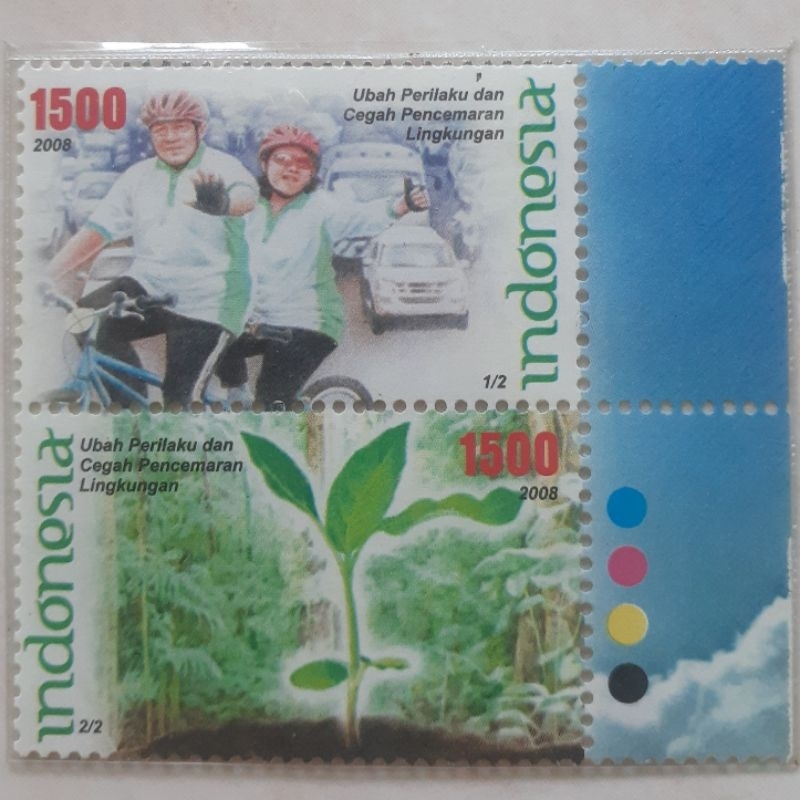 1500
2008
Ubah Perilaku dan
Cegah Pencemaran
Lingkungan
indonesia
1/2
indonesia
Ubah Perilaku dan
Cegah Pencemaran
Lingkungan
1500
2008
2/2